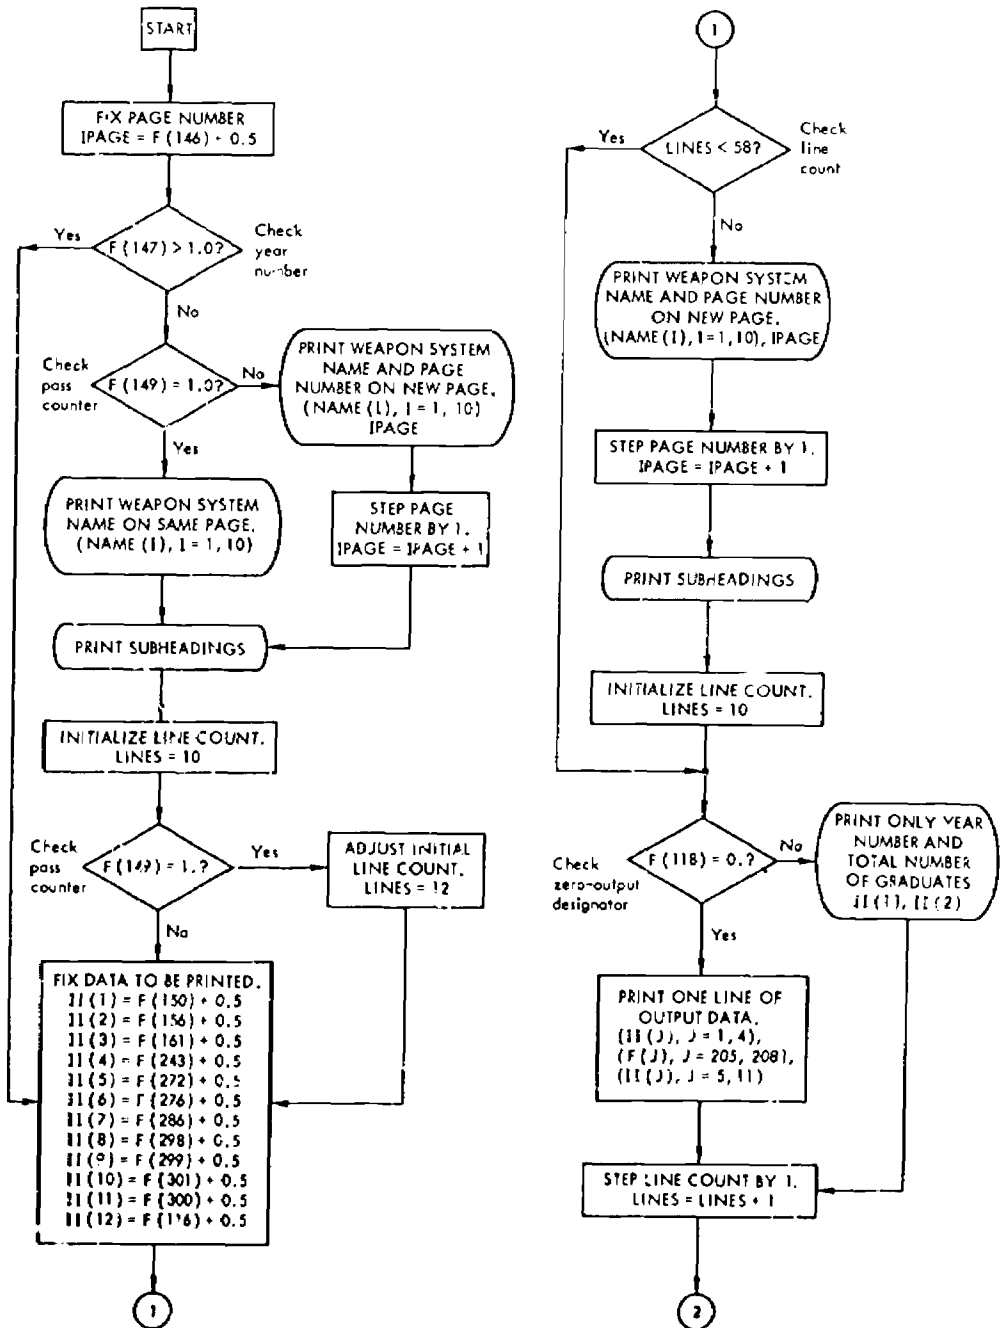 START
FIX PAGE NUMBER
IPAGE = F (146) + 0.5
Yes
F (147) > 1.0?
Check
year
number
No
Check
pass
counter
F (149) = 1.0?
No
PRINT WEAPON SYSTEM
NAME AND PAGE
NUMBER ON NEW PAGE.
(NAME (I), I = 1, 10)
IPAGE
Yes
PRINT WEAPON SYSTEM
NAME ON SAME PAGE.
(NAME (I), I = 1, 10)
STEP PAGE
NUMBER BY 1.
IPAGE = IPAGE + 1
PRINT SUBHEADINGS
INITIALIZE LINE COUNT.
LINES = 10
Check
pass
counter
F (149) = 1.?
Yes
ADJUST INITIAL
LINE COUNT.
LINES = 12
No
FIX DATA TO BE PRINTED.
II (1) = F (150) + 0.5
II (2) = F (156) + 0.5
II (3) = F (161) + 0.5
II (4) = F (243) + 0.5
II (5) = F (272) + 0.5
II (6) = F (276) + 0.5
II (7) = F (286) + 0.5
II (8) = F (298) + 0.5
II (9) = F (299) + 0.5
II (10) = F (301) + 0.5
II (11) = F (300) + 0.5
II (12) = F (116) + 0.5
1
1
Yes
LINES < 58?
Check
line
count
No
PRINT WEAPON SYSTEM
NAME AND PAGE NUMBER
ON NEW PAGE.
(NAME (I), I = 1, 10), IPAGE
STEP PAGE NUMBER BY 1.
IPAGE = IPAGE + 1
PRINT SUBHEADINGS
INITIALIZE LINE COUNT.
LINES = 10
F (118) = 0.?
Check
zero-output
designator
No
PRINT ONLY YEAR
NUMBER AND
TOTAL NUMBER
OF GRADUATES
II (1), II (2)
Yes
PRINT ONE LINE OF
OUTPUT DATA.
(II (J), J = 1, 4),
(F (J), J = 205, 208),
(II (J), J = 5, 11)
STEP LINE COUNT BY 1.
LINES = LINES + 1
2